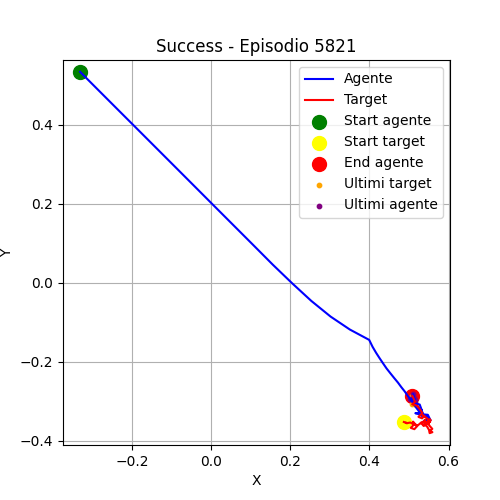 Success - Episodio 5821
Agente
Target
Start agente
Start target
End agente
Ultimi target
Ultimi agente
Y
0.4
0.2
0.0
−0.2
−0.4
−0.2
0.0
0.2
0.4
0.6
X